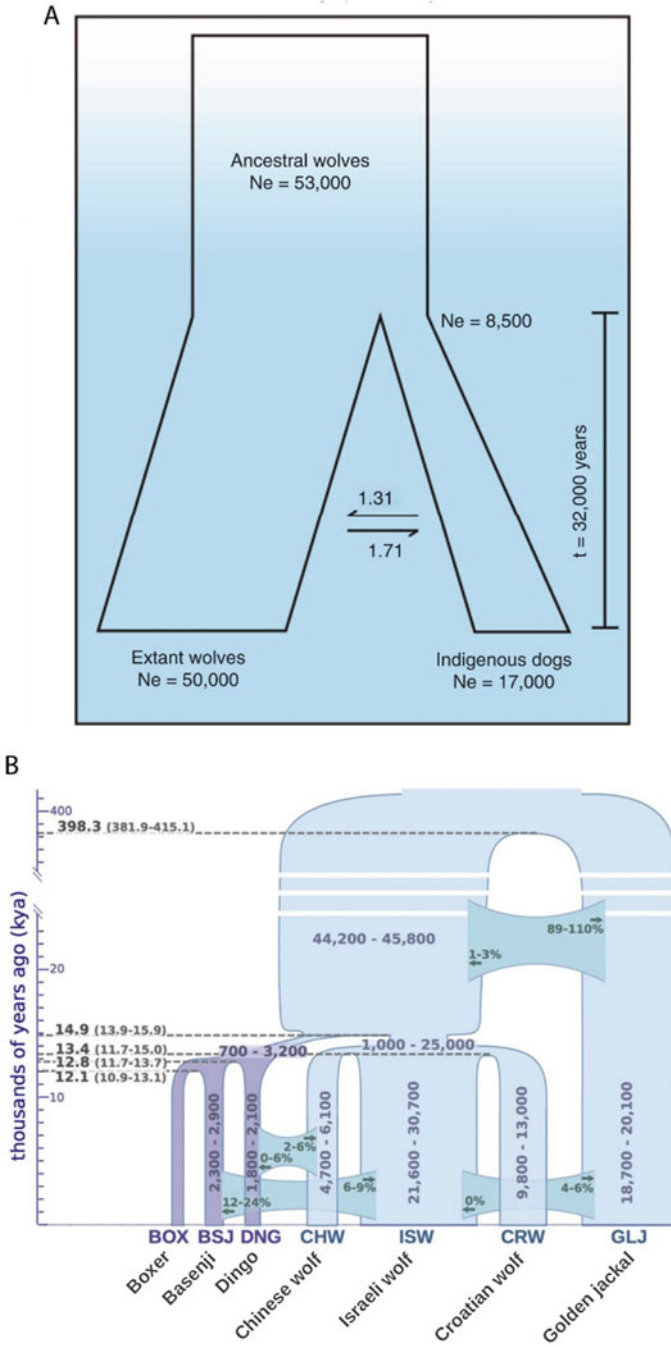 A
Ancestral wolves
Ne = 53,000
Ne = 8,500
t = 32,000 years
1.31
1.71
Extant wolves
Ne = 50,000
Indigenous dogs
Ne = 17,000
B
thousands of years ago (kya)
400
398.3 (381.9-415.1)
44,200 - 45,800
89-110%
1-3%
20
14.9 (13.9-15.9)
13.4 (11.7-15.0)
12.8 (11.7-13.7)
12.1 (10.9-13.1)
700 - 3,200
1,000 - 25,000
10
2,300 - 2,900
1,800 - 2,100
4,700 - 6,100
21,600 - 30,700
9,800 - 13,000
18,700 - 20,100
2-6%
0-6%
12-24%
6-9%
0%
4-6%
BOX BSJ DNG CHW ISW CRW GLJ
Boxer
Basenji
Dingo
Chinese wolf
Israeli wolf
Croatian wolf
Golden jackal